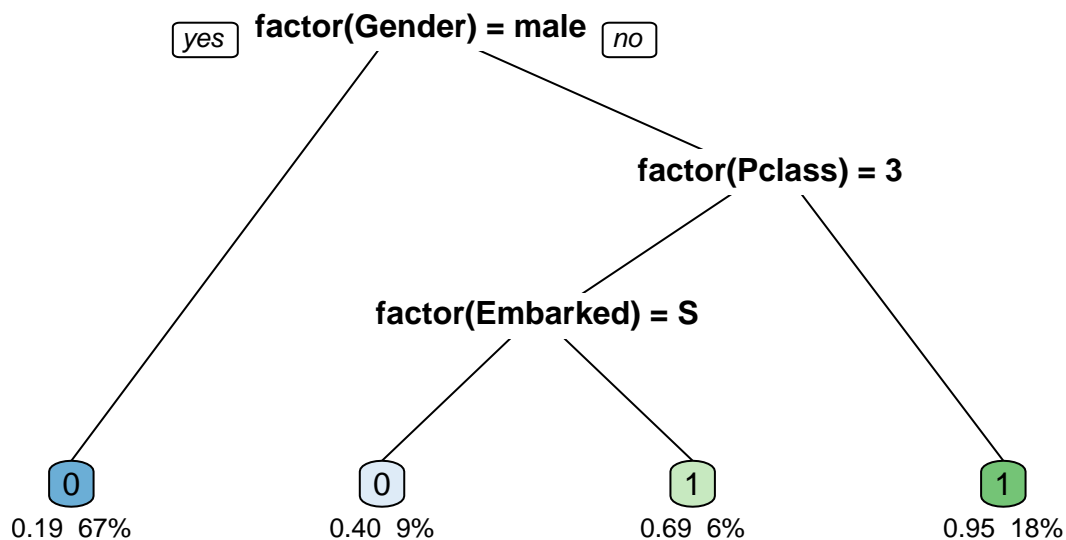 yes factor(Gender) = male no
factor(Pclass) = 3
factor(Embarked) = S
0 0 1 1
0.19 67% 0.40 9% 0.69 6% 0.95 18%